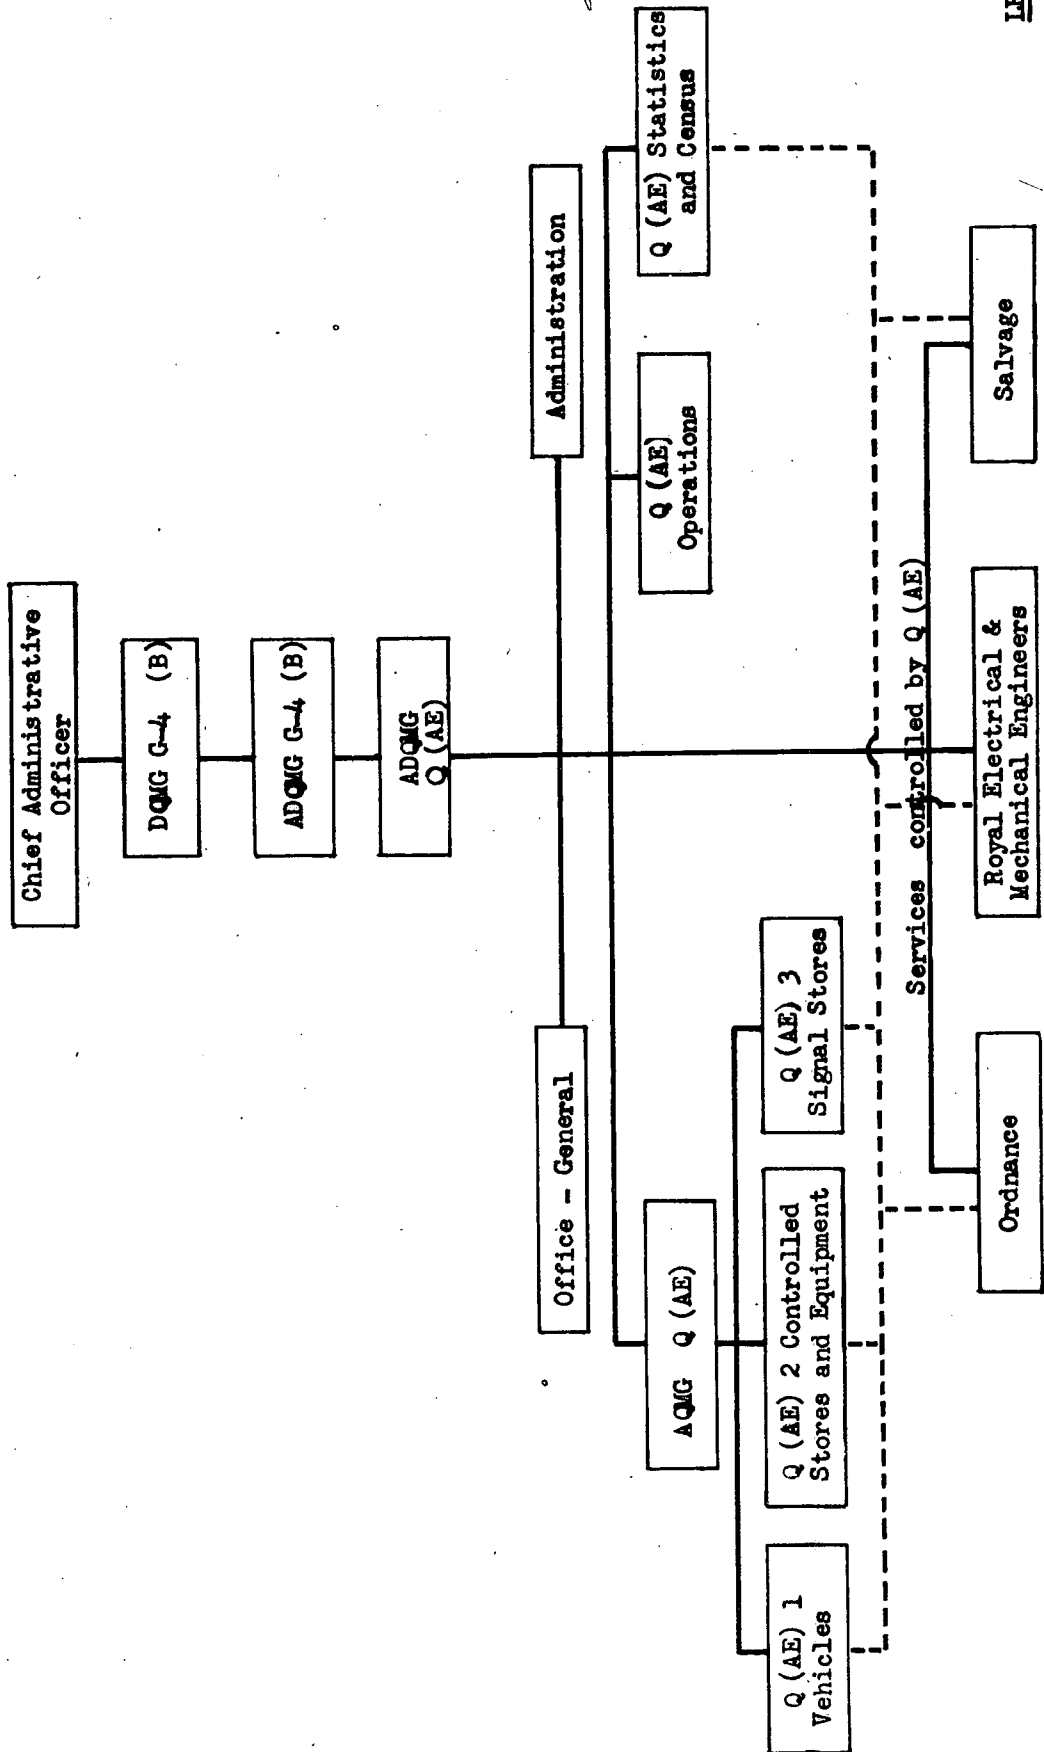 Chief Administrative
Officer
DQMG G-4 (B)
ADQMG G-4 (B)
ADQMG
Q (AE)
Office - General
Administration
AQMG Q (AE)
Q (AE)
Operations
Q (AE) Statistics
and Census
Q (AE) 1
Vehicles
Q (AE) 2 Controlled
Stores and Equipment
Q (AE) 3
Signal Stores
Services controlled by Q (AE)
Ordnance
Royal Electrical &
Mechanical Engineers
Salvage